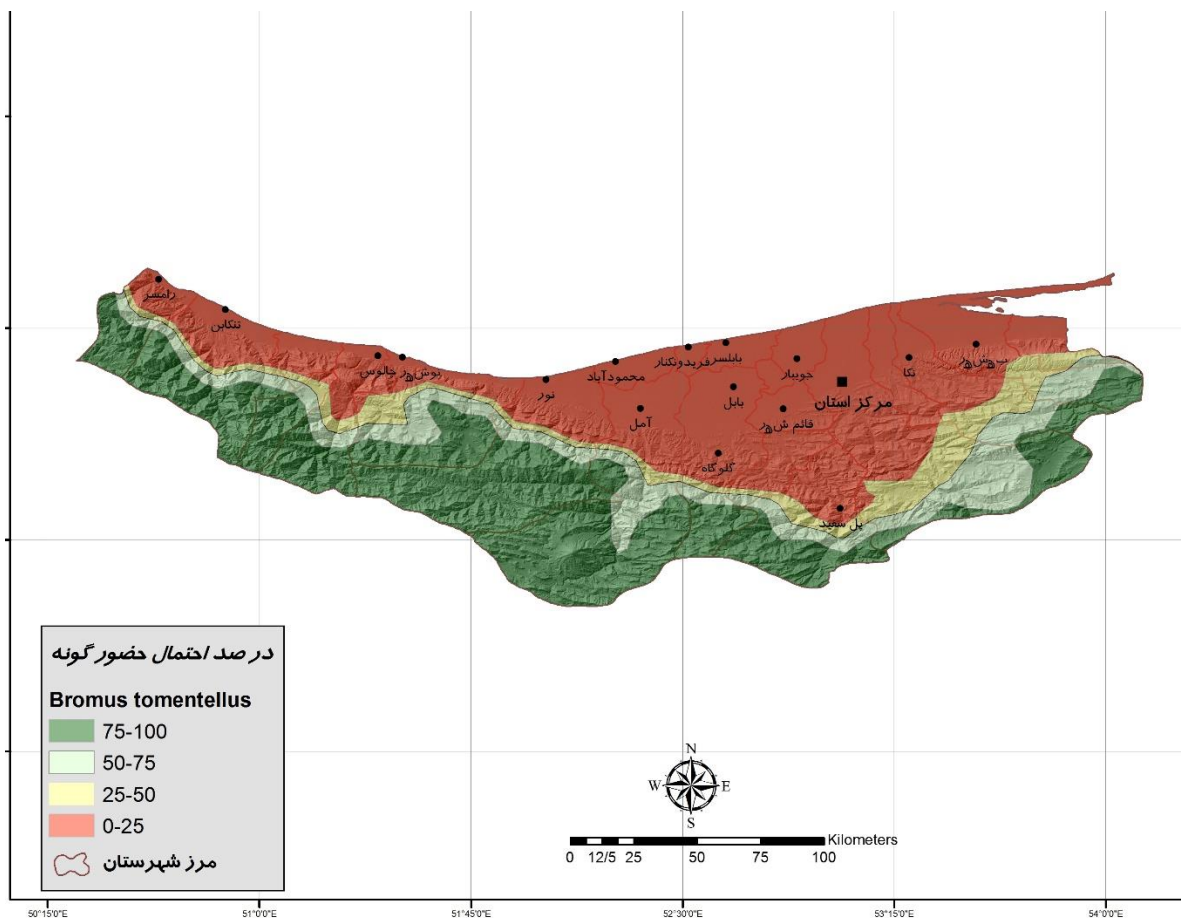 رامسر
تنکابن
چالوس
نوش‌ه‍ر
نور
محمودآباد
فریدونکنار
بابلسر
جویبار
نکا
ب‍ه‍ش‍ه‍ر
مرکز استان
بابل
قائم ش‍ه‍ر
آمل
گلوگاه
پل سفید
در صد احتمال حضور گونه
Bromus tomentellus
75-100
50-75
25-50
0-25
مرز شهرستان
N
W E
S
Kilometers
0 12/5 25 50 75 100
50°15'0"E 51°0'0"E 51°45'0"E 52°30'0"E 53°15'0"E 54°0'0"E